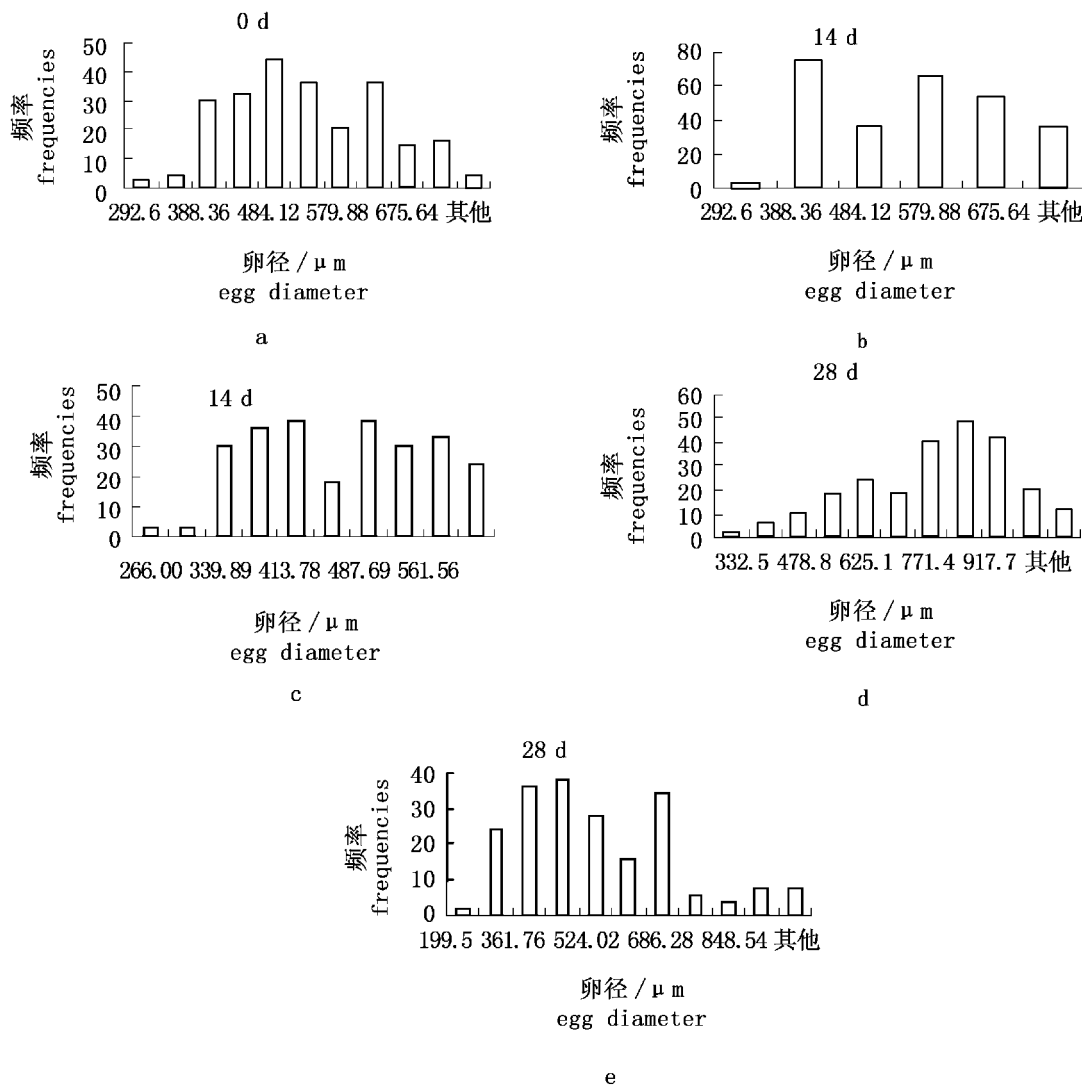 0 d
50
40
30
20
10
0
频率
frequencies
292.6 388.36 484.12 579.88 675.64 其他
卵径/μm
egg diameter
a
14 d
80
60
40
20
0
频率
frequencies
292.6 388.36 484.12 579.88 675.64 其他
卵径/μm
egg diameter
b
14 d
50
40
30
20
10
0
频率
frequencies
266.00 339.89 413.78 487.69 561.56
卵径/μm
egg diameter
c
28 d
60
50
40
30
20
10
0
频率
frequencies
332.5 478.8 625.1 771.4 917.7 其他
卵径/μm
egg diameter
d
28 d
40
30
20
10
0
频率
frequencies
199.5 361.76 524.02 686.28 848.54 其他
卵径/μm
egg diameter
e